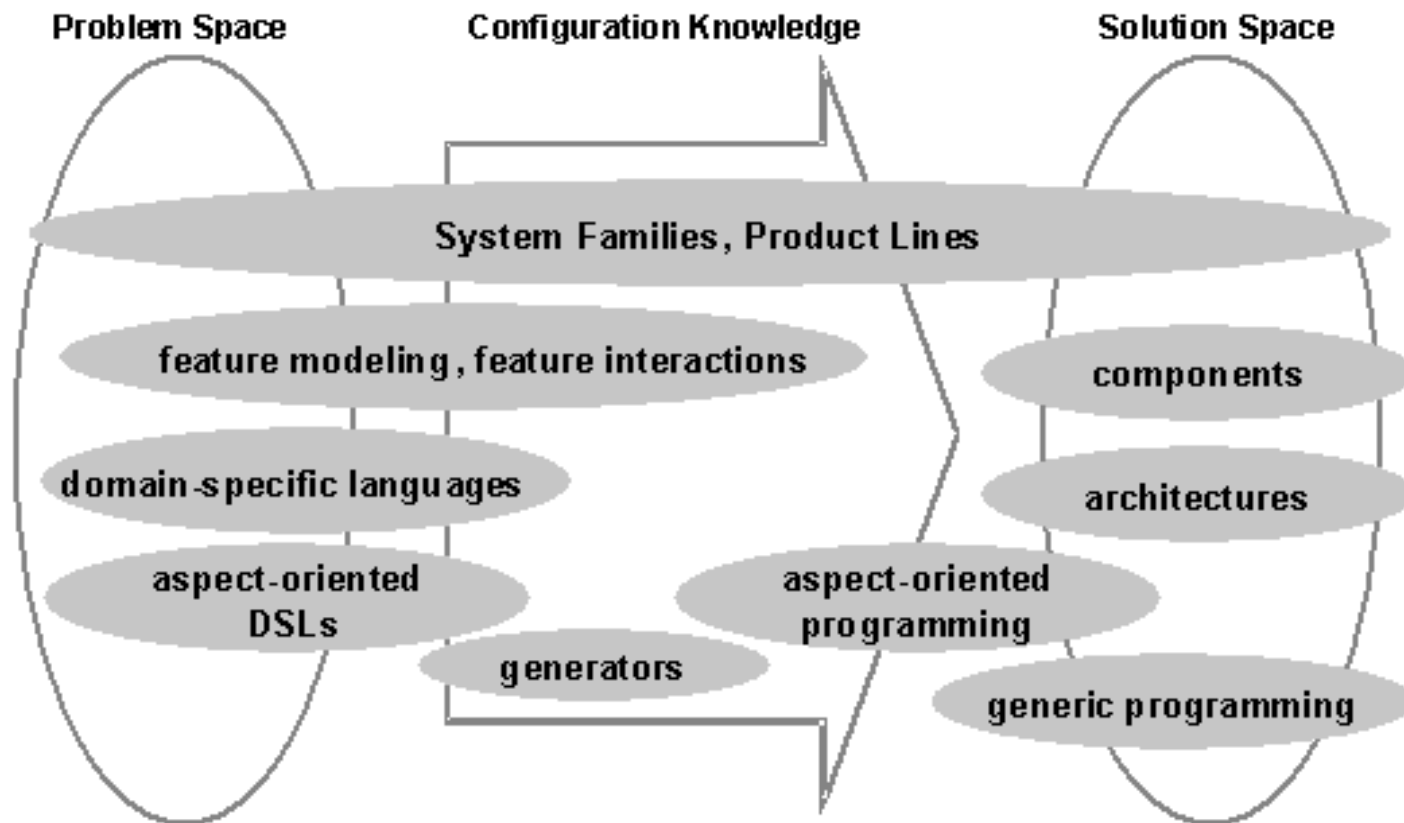 Problem Space
Configuration Knowledge
Solution Space
System Families, Product Lines
feature modeling, feature interactions
components
domain-specific languages
architectures
aspect-oriented
DSLs
aspect-oriented
programming
generators
generic programming